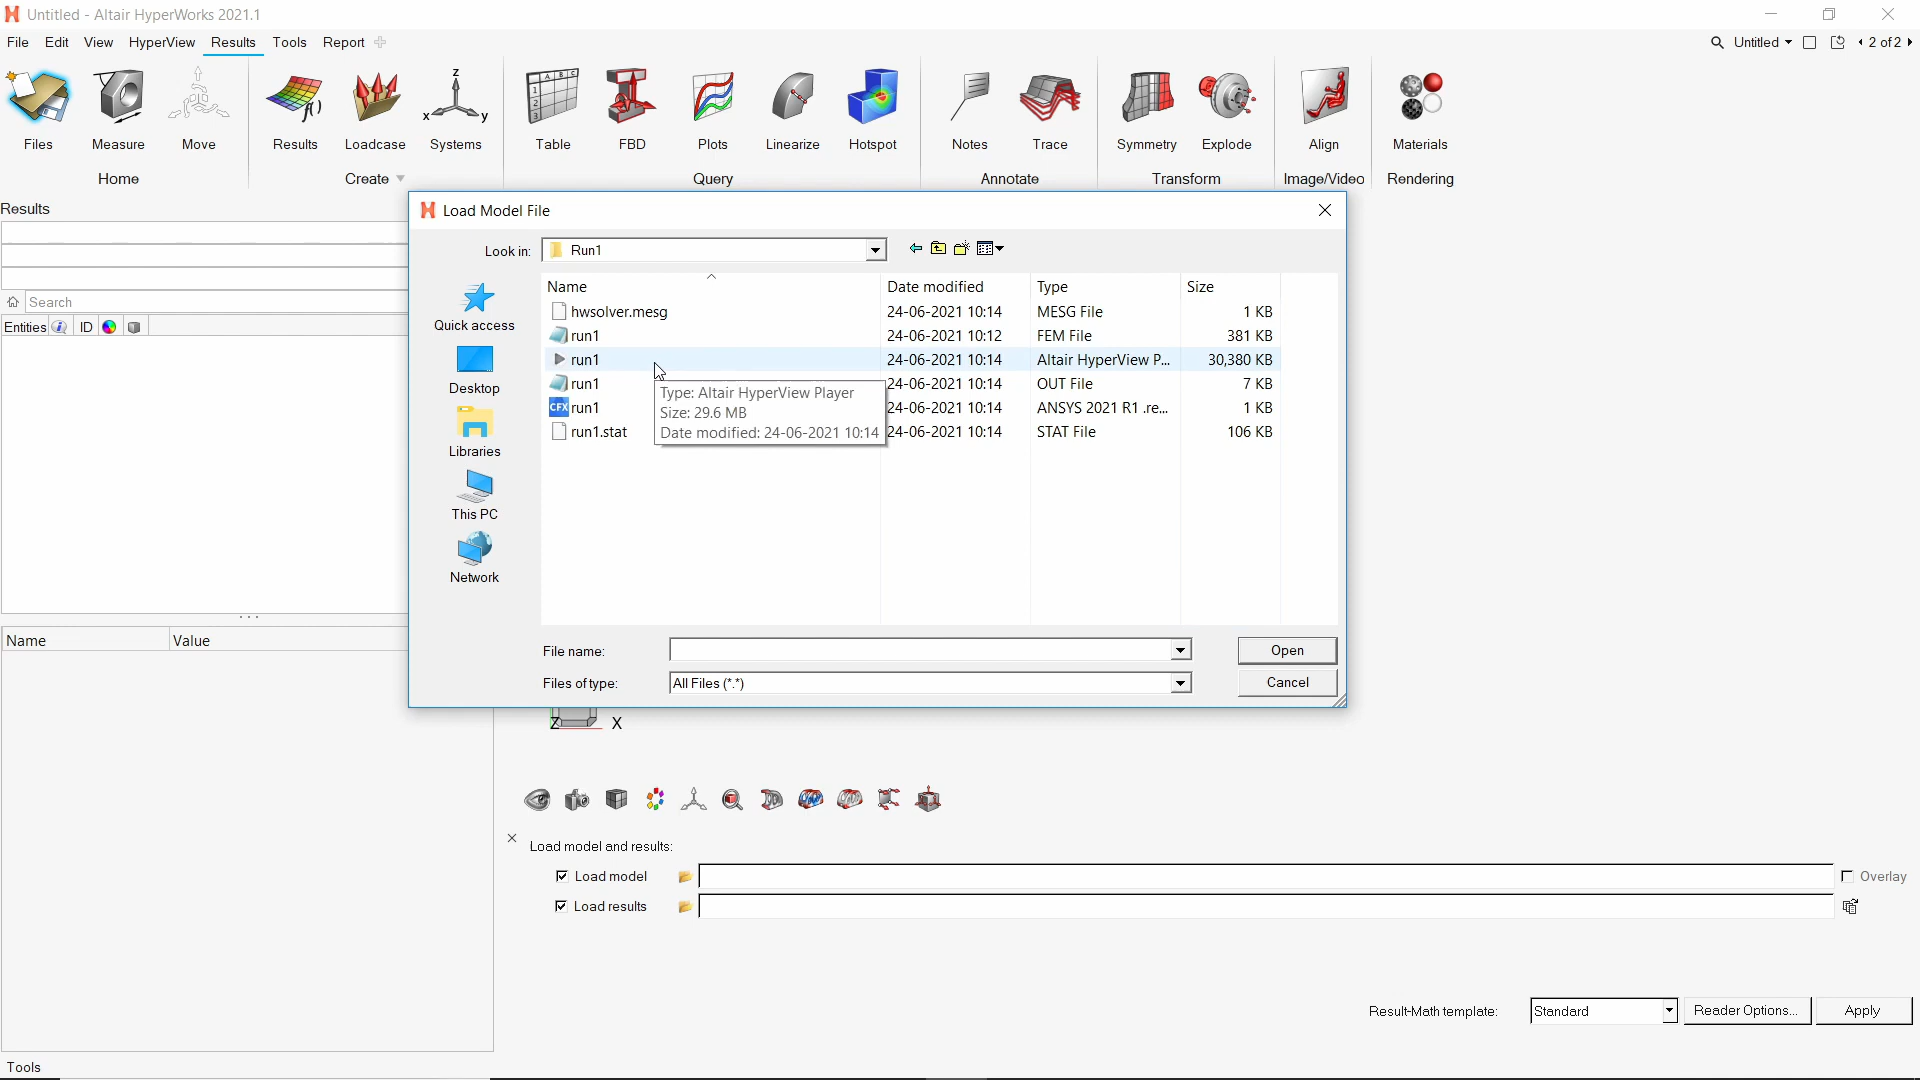 Untitled - Altair HyperWorks 2021.1
File Edit View HyperView Results Tools Report Untitled 2 of 2
Files Measure Move Results Loadcase Systems Table FBD Plots Linearize Hotspot Notes Trace Symmetry Explode Align Materials
Home Create Query Annotate Transform Image/Video Rendering
Results
Load Model File
Look in: Run1
Name Date modified Type Size
hwsolver.mesg 24-06-2021 10:14 MESG File 1 KB
run1 24-06-2021 10:12 FEM File 381 KB
run1 24-06-2021 10:14 Altair HyperView P... 30,380 KB
run1 24-06-2021 10:14 OUT File 7 KB
run1 24-06-2021 10:14 ANSYS 2021 R1 .re... 1 KB
run1.stat 24-06-2021 10:14 STAT File 106 KB
Type: Altair HyperView Player
Size: 29.6 MB
Date modified: 24-06-2021 10:14
Quick access
Desktop
Libraries
This PC
Network
File name: Open
Files of type: All Files (*.*) Cancel
Search
Entities ID
Name Value
Z X
Load model and results:
Load model Overlay
Load results
Result-Math template: Standard Reader Options... Apply
Tools